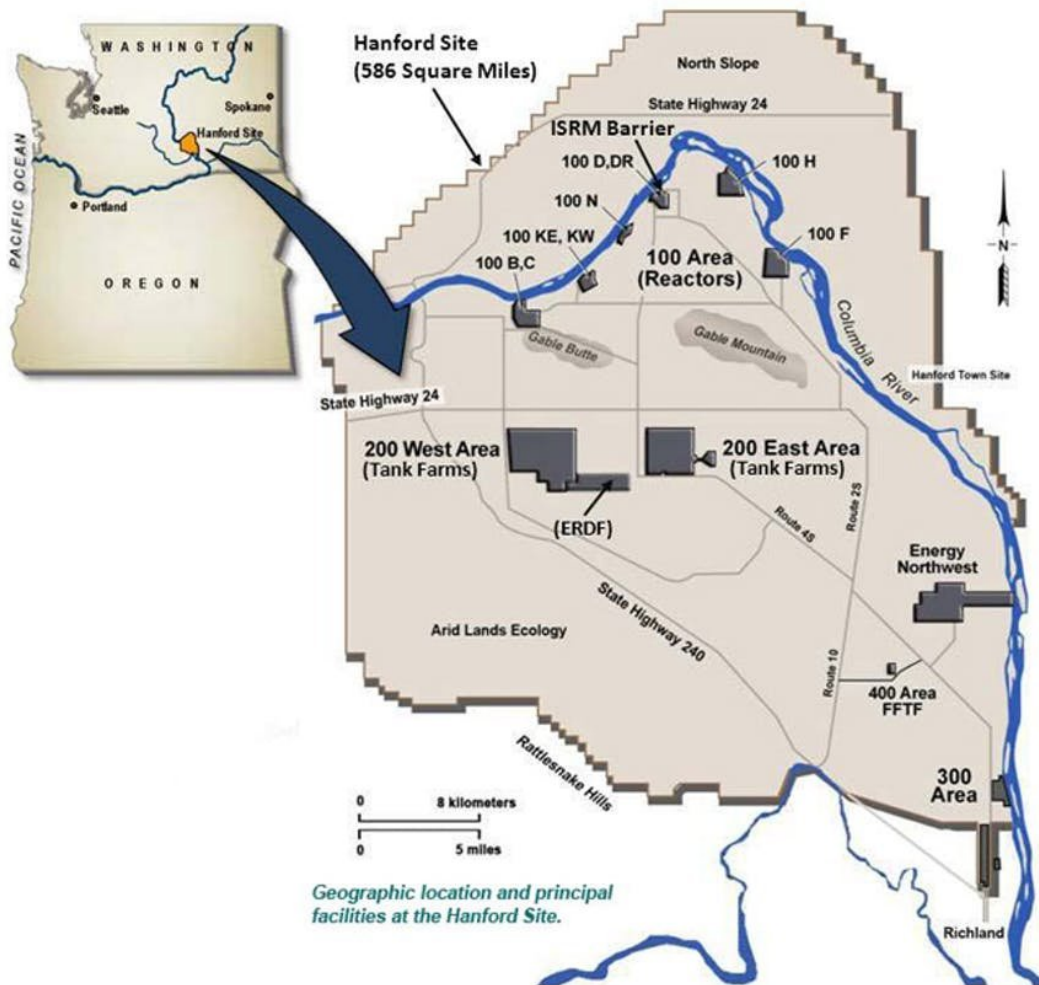 WASHINGTON
Seattle
Spokane
Hanford Site
PACIFIC OCEAN
Portland
OREGON
Hanford Site
(586 Square Miles)
North Slope
State Highway 24
ISRM Barrier
100 D,DR
100 H
100 N
100 KE, KW
100 F
100 B,C
100 Area
(Reactors)
N
Gable Butte
Gable Mountain
Columbia
River
Hanford Town Site
State Highway 24
200 West Area
(Tank Farms)
200 East Area
(Tank Farms)
(ERDF)
Route 4S
Route 2S
Energy
Northwest
State Highway 240
Arid Lands Ecology
Route 10
400 Area
FFTF
Rattlesnake Hills
300
Area
0 8 kilometers
0 5 miles
Geographic location and principal
facilities at the Hanford Site.
Richland